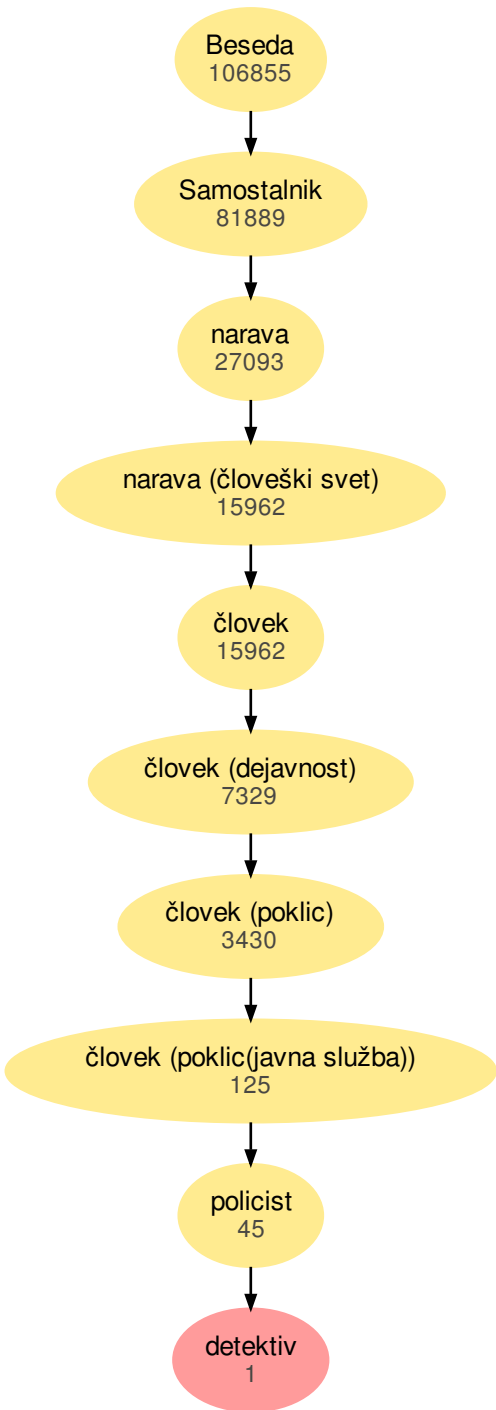 Beseda
106855
Samostalnik
81889
narava
27093
narava (človeški svet)
15962
človek
15962
človek (dejavnost)
7329
človek (poklic)
3430
človek (poklic(javna služba))
125
policist
45
detektiv
1